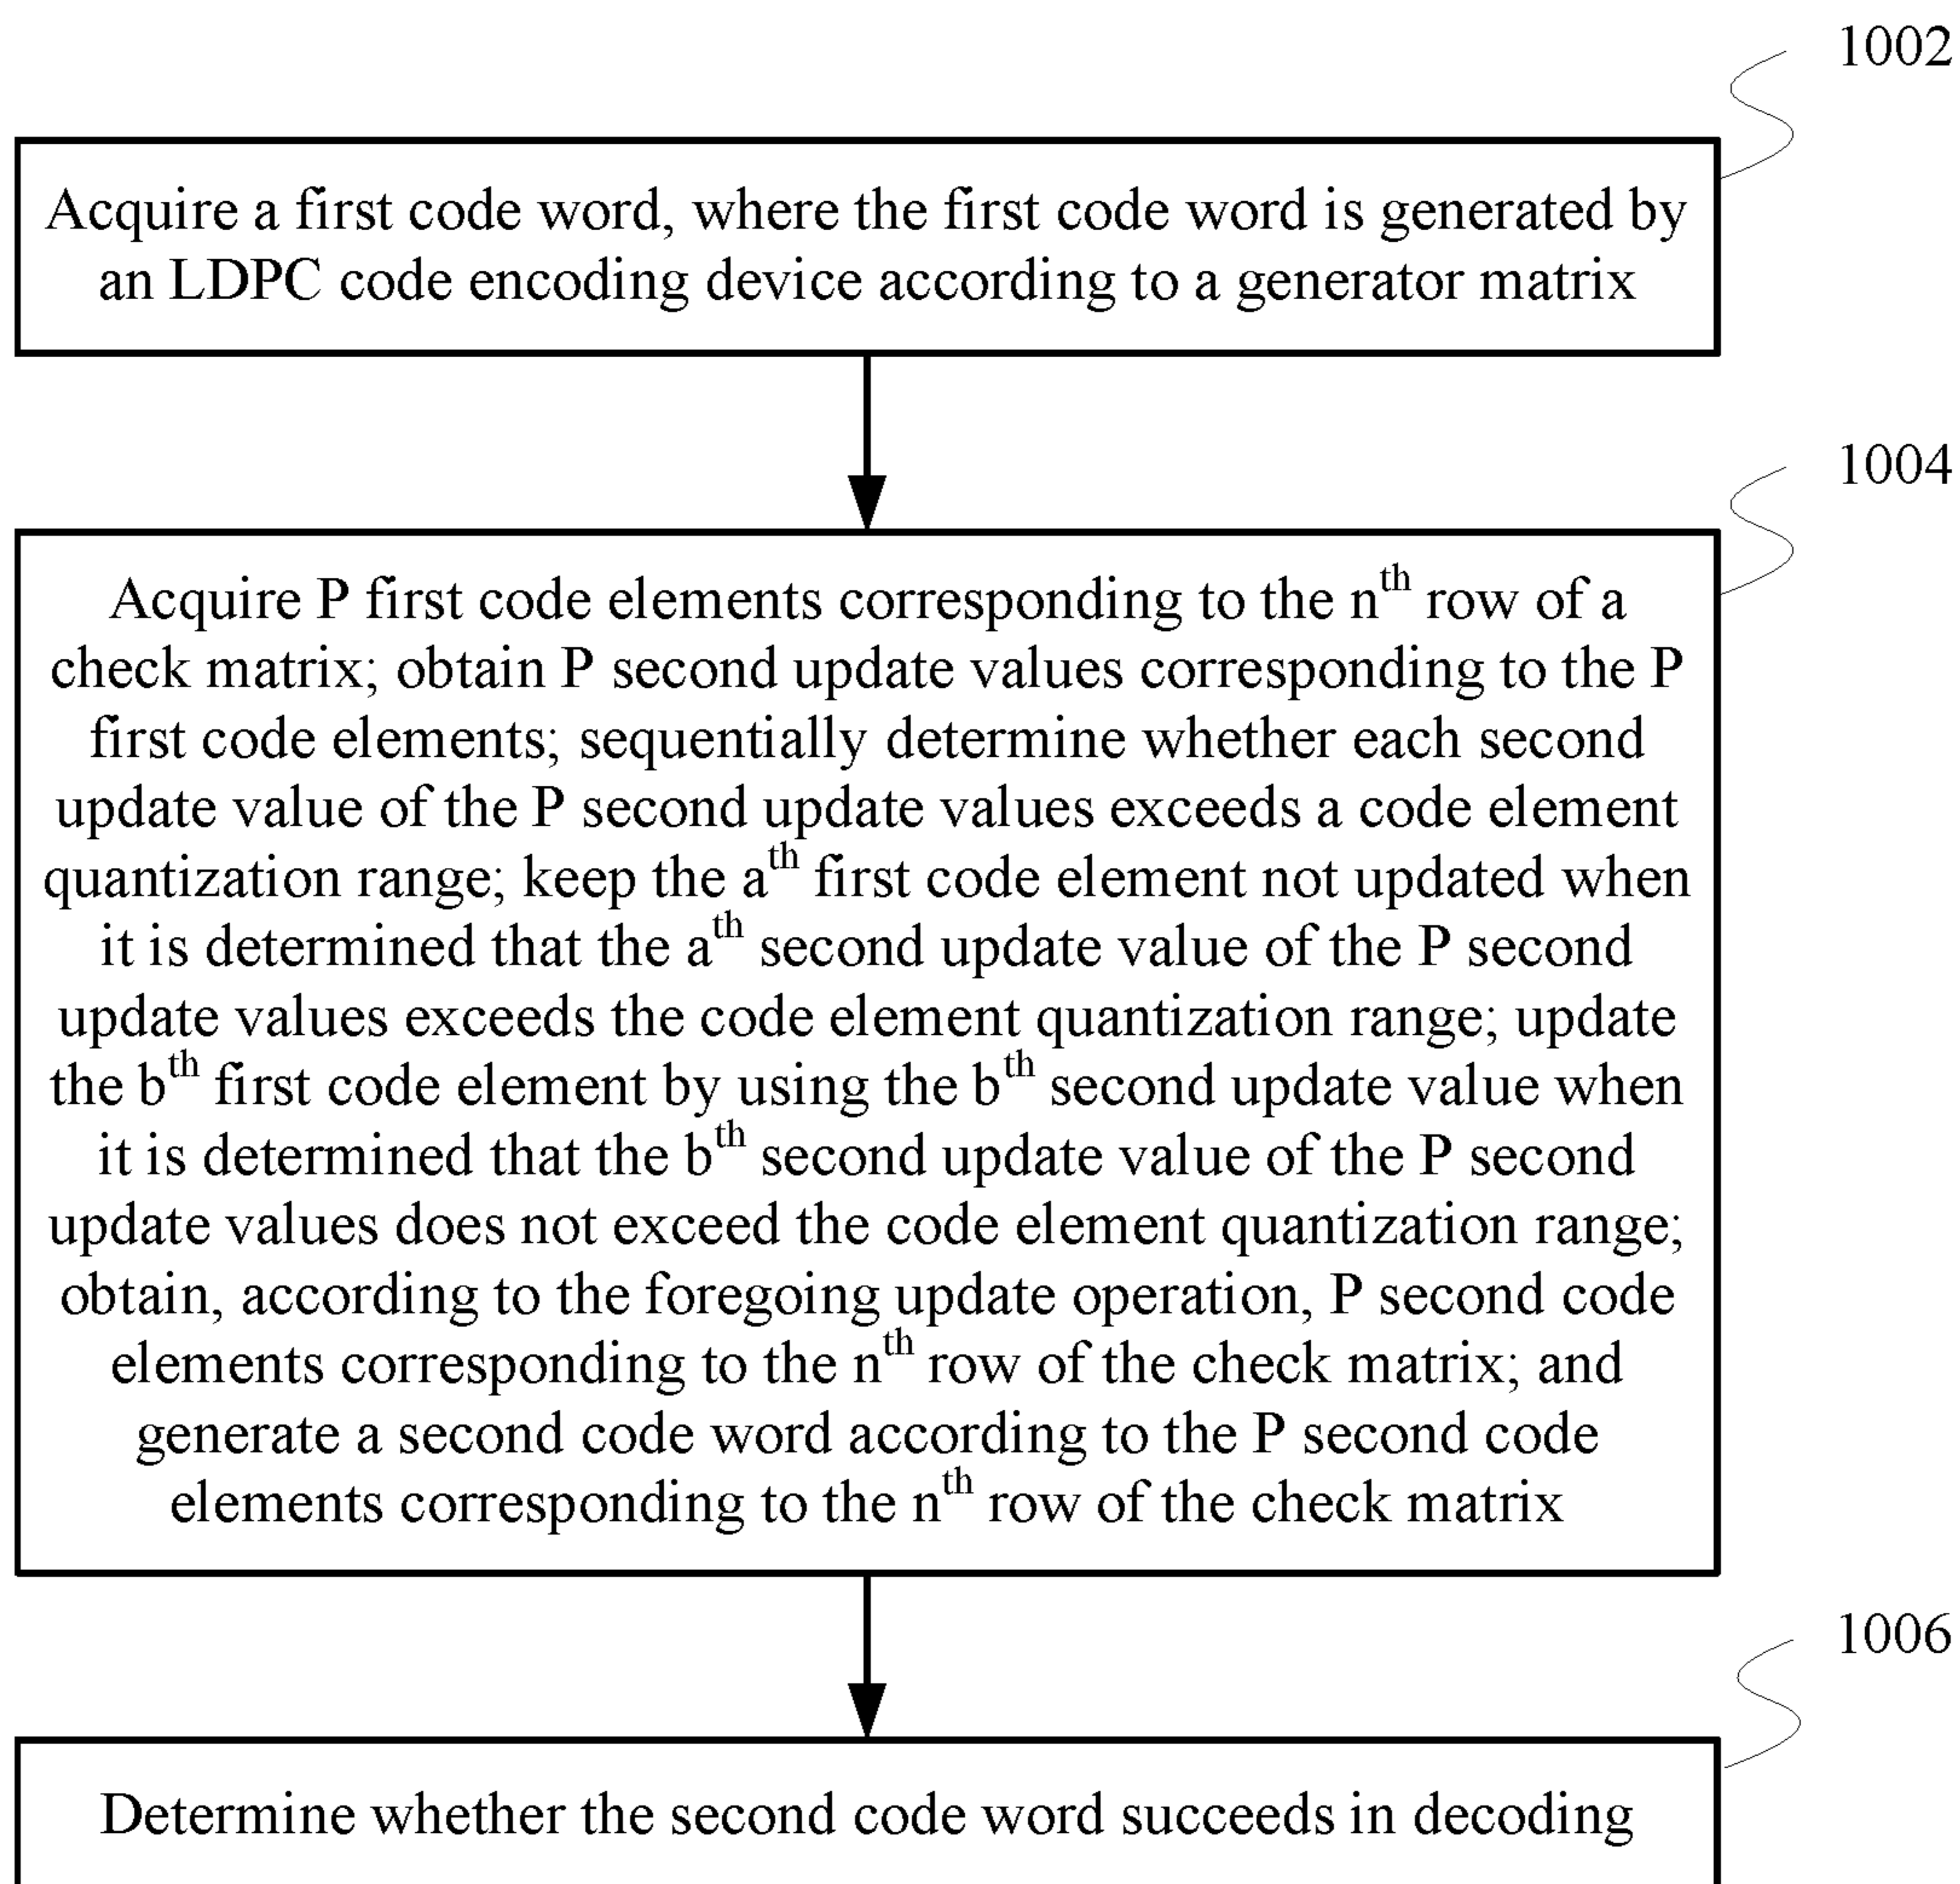 1002
Acquire a first code word, where the first code word is generated by
an LDPC code encoding device according to a generator matrix
1004
Acquire P first code elements corresponding to the nth row of a
check matrix; obtain P second update values corresponding to the P
first code elements; sequentially determine whether each second
update value of the P second update values exceeds a code element
quantization range; keep the ath first code element not updated when
it is determined that the ath second update value of the P second
update values exceeds the code element quantization range; update
the bth first code element by using the bth second update value when
it is determined that the bth second update value of the P second
update values does not exceed the code element quantization range;
obtain, according to the foregoing update operation, P second code
elements corresponding to the nth row of the check matrix; and
generate a second code word according to the P second code
elements corresponding to the nth row of the check matrix
1006
Determine whether the second code word succeeds in decoding